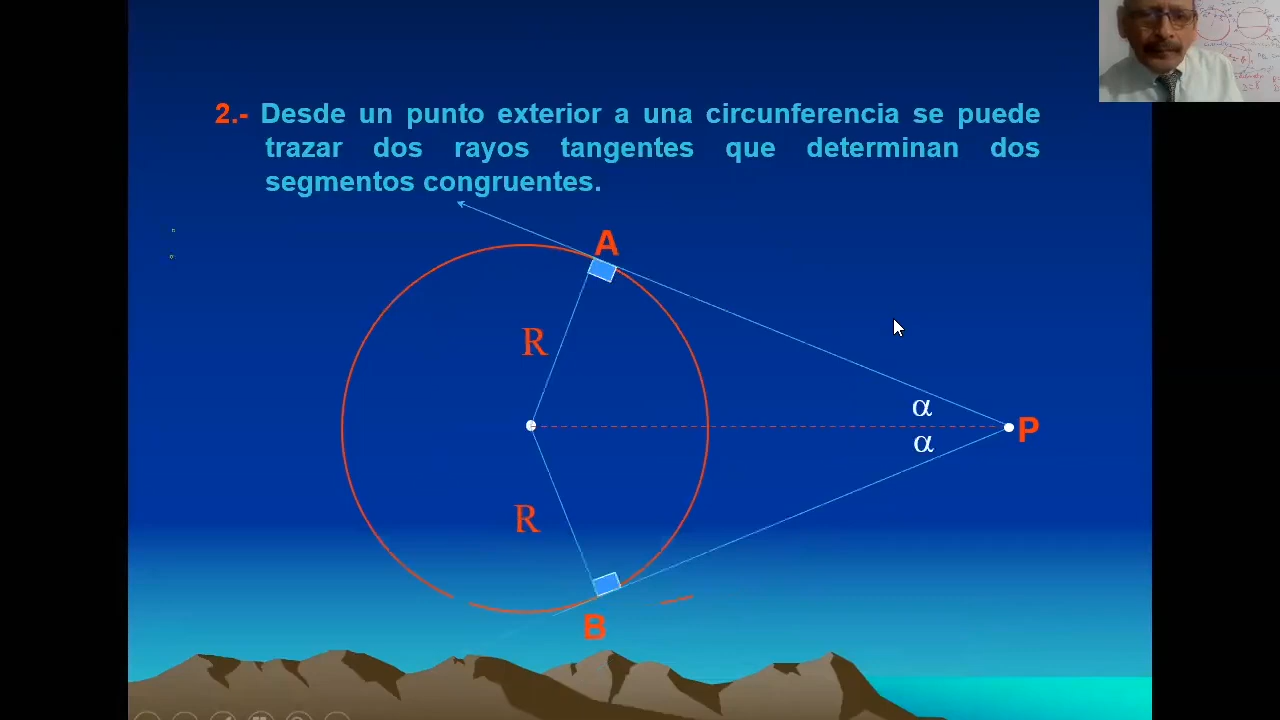 2.- Desde un punto exterior a una circunferencia se puede
trazar dos rayos tangentes que determinan dos
segmentos congruentes.
A
R
α
α
P
R
B